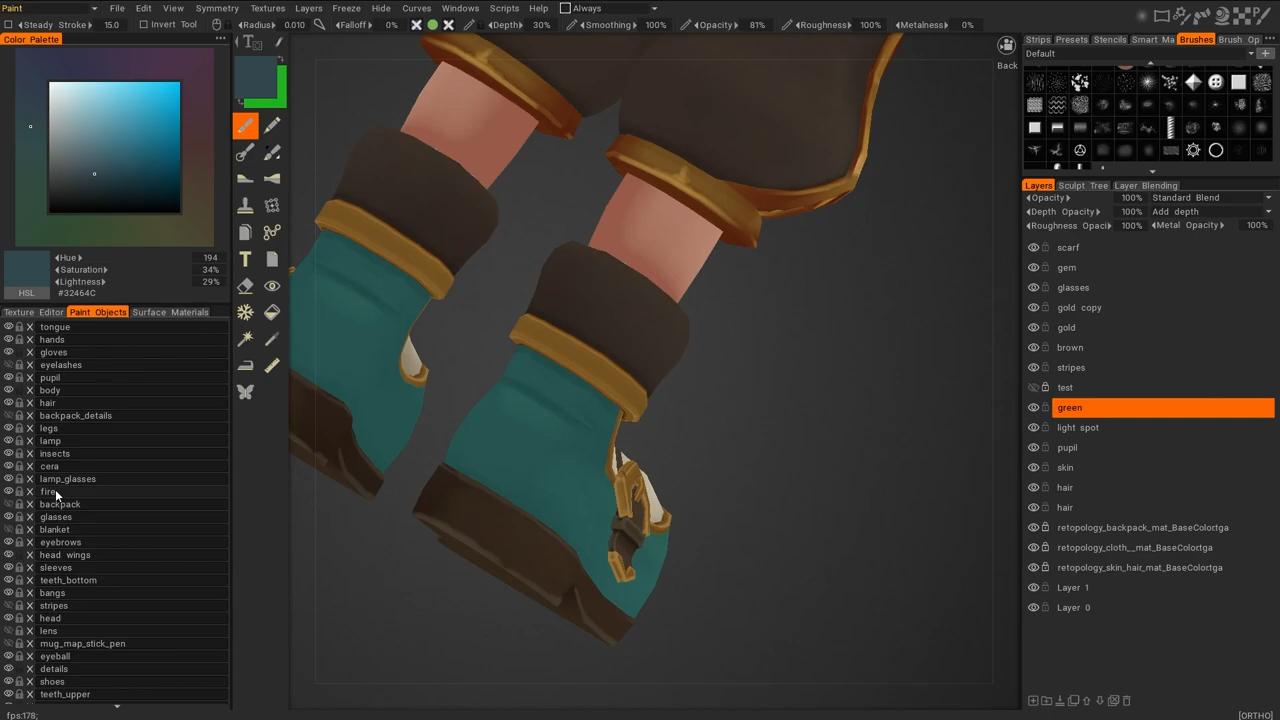 Paint File Edit View Symmetry Textures Layers Freeze Hide Curves Windows Scripts Help Always
Steady Stroke 15.0 Invert Tool Radius 0.010 Falloff 0% Depth 30% Smoothing 100% Opacity 81% Roughness 100% Metalness 0%
Color Palette
Hue 194
Saturation 34%
Lightness 29%
HSL #32464C
Texture Editor Paint Objects Surface Materials
tongue
hands
gloves
eyelashes
pupil
body
hair
backpack_details
legs
lamp
insects
cera
lamp_glasses
fire
backpack
glasses
blanket
eyebrows
head wings
sleeves
teeth_bottom
bangs
stripes
head
lens
mug_map_stick_pen
eyeball
details
shoes
teeth_upper
fps:178;
T
Back
Strips Presets Stencils Smart Ma Brushes Brush Op
Default
Layers Sculpt Tree Layer Blending
Opacity 100% Standard Blend
Depth Opacity 100% Add depth
Roughness Opaci 100% Metal Opacity 100%
scarf
gem
glasses
gold copy
gold
brown
stripes
test
green
light spot
pupil
skin
hair
hair
retopology_backpack_mat_BaseColortga
retopology_cloth__mat_BaseColortga
retopology_skin_hair_mat_BaseColortga
Layer 1
Layer 0
[ORTHO]